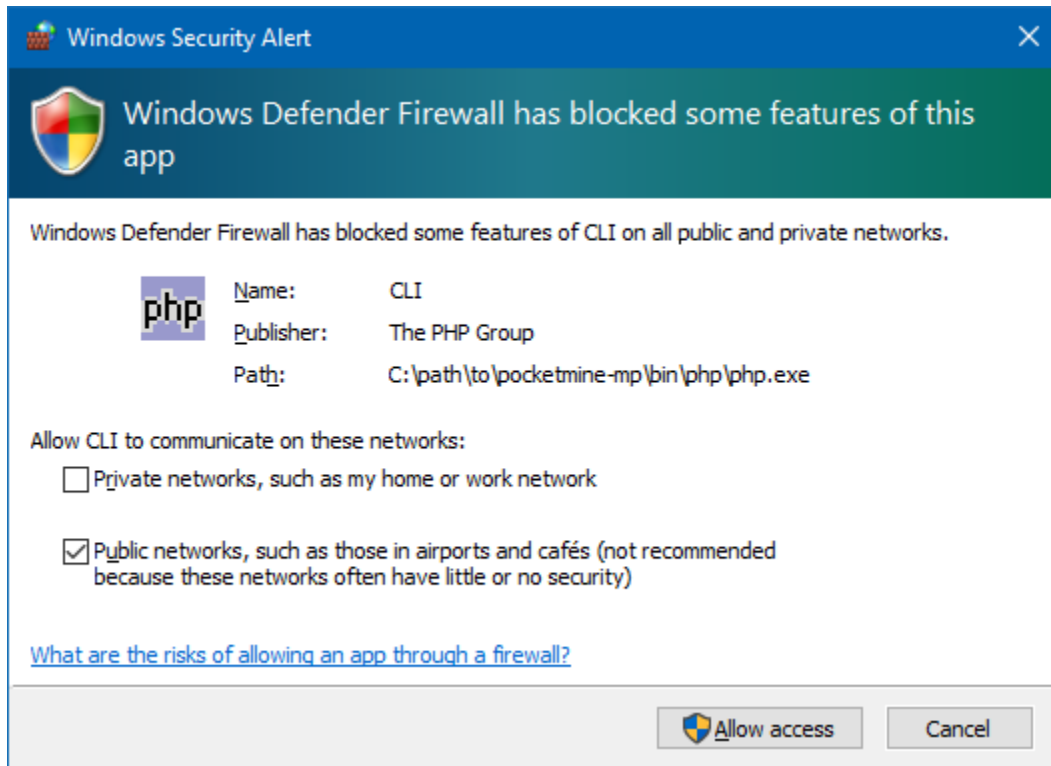 Windows Security Alert
Windows Defender Firewall has blocked some features of this
app
Windows Defender Firewall has blocked some features of CLI on all public and private networks.
php
Name: CLI
Publisher: The PHP Group
Path: C:\path\to\pocketmine-mp\bin\php\php.exe
Allow CLI to communicate on these networks:
Private networks, such as my home or work network
Public networks, such as those in airports and cafés (not recommended
because these networks often have little or no security)
What are the risks of allowing an app through a firewall?
Allow access Cancel